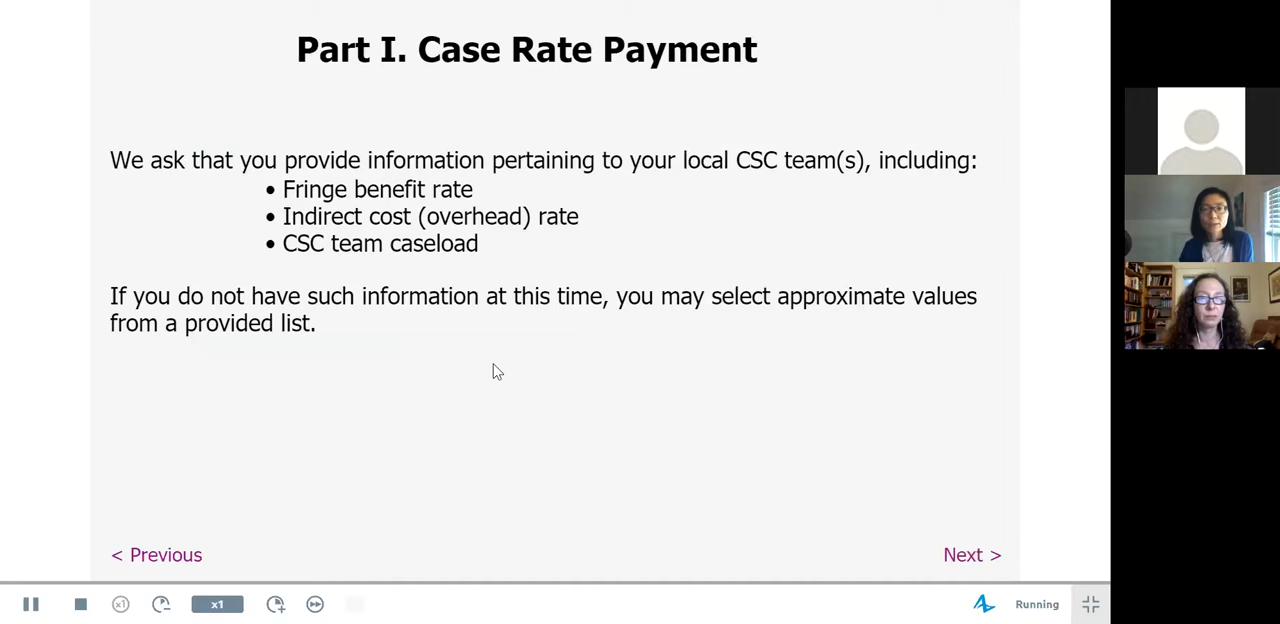 Part I. Case Rate Payment
We ask that you provide information pertaining to your local CSC team(s), including:
• Fringe benefit rate
• Indirect cost (overhead) rate
• CSC team caseload
If you do not have such information at this time, you may select approximate values
from a provided list.
< Previous
Next >
x1
x1
Running